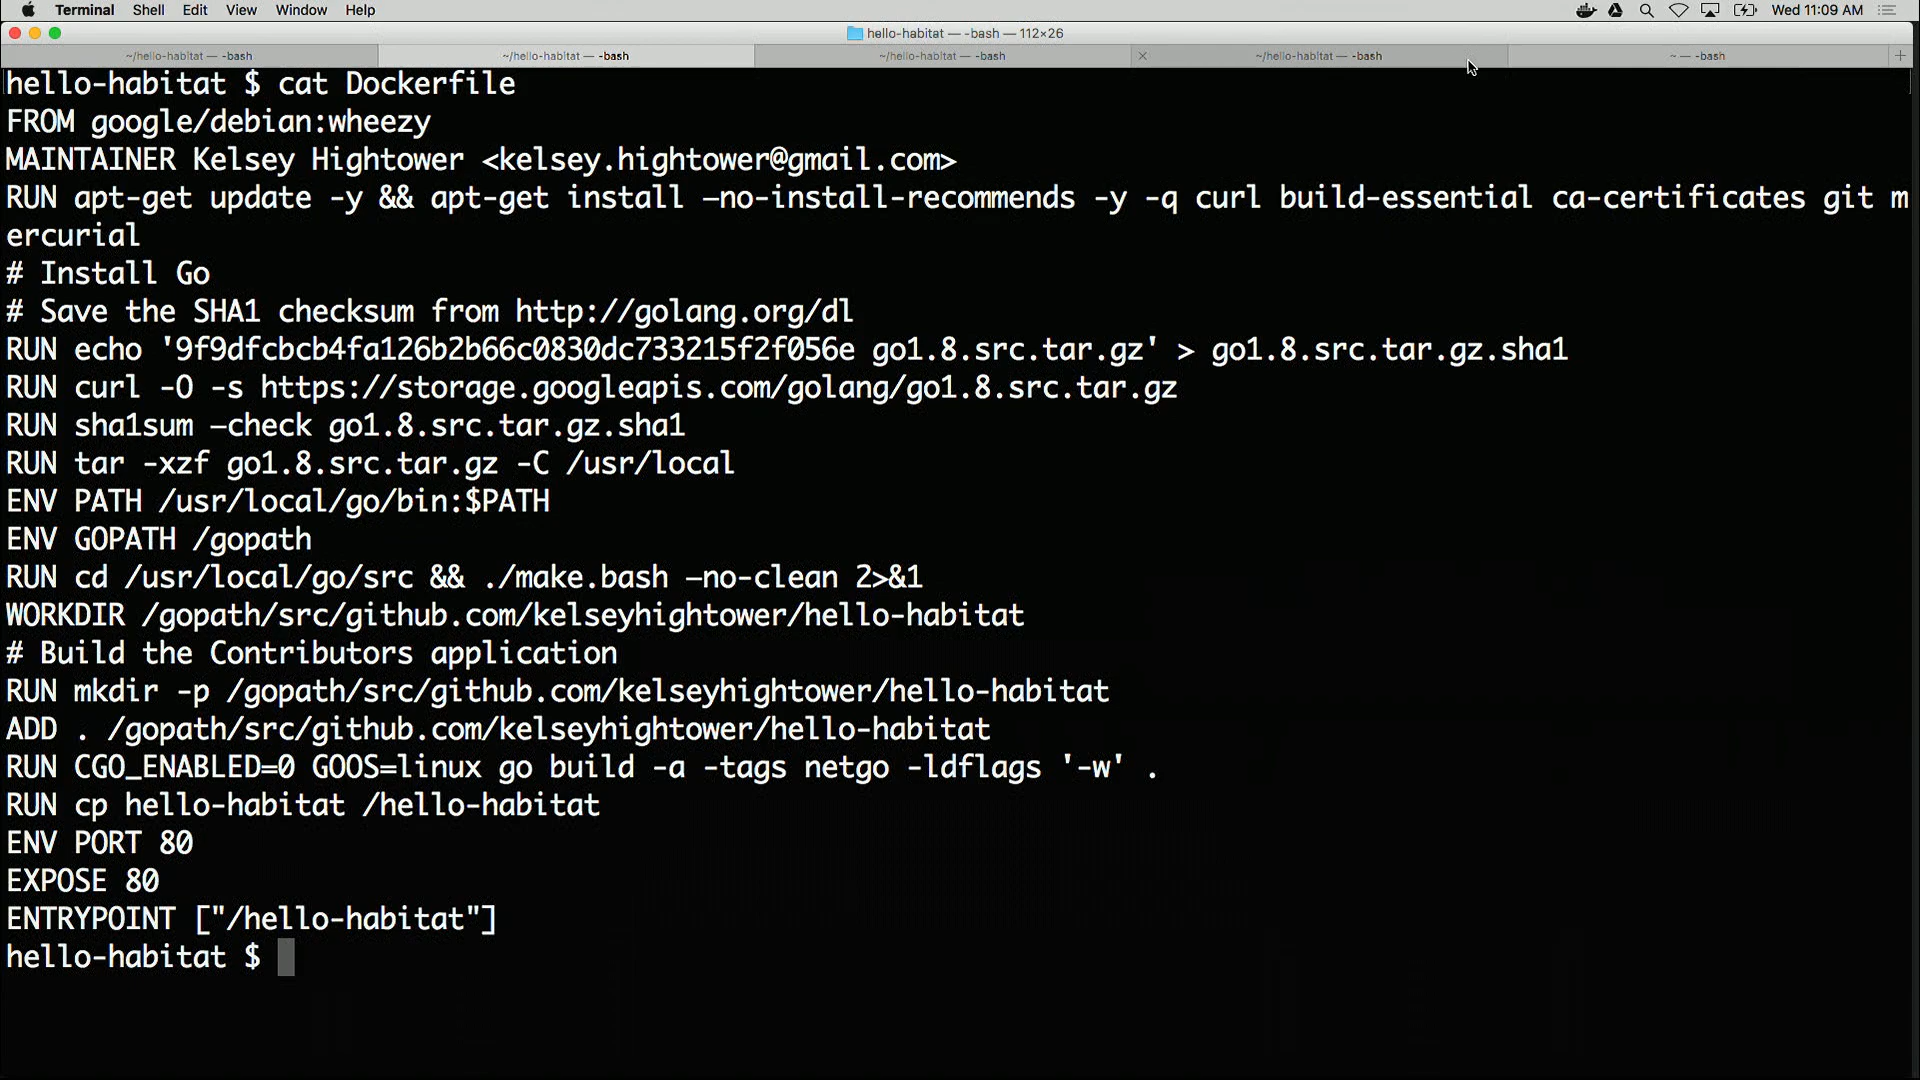 Terminal Shell Edit View Window Help Wed 11:09 AM
hello-habitat — -bash — 112×26
~/hello-habitat — -bash ~/hello-habitat — -bash ~/hello-habitat — -bash ~/hello-habitat — -bash ~ — -bash
hello-habitat $ cat Dockerfile
FROM google/debian:wheezy
MAINTAINER Kelsey Hightower <kelsey.hightower@gmail.com>
RUN apt-get update -y && apt-get install —no-install-recommends -y -q curl build-essential ca-certificates git m
ercurial
# Install Go
# Save the SHA1 checksum from http://golang.org/dl
RUN echo '9f9dfcbcb4fa126b2b66c0830dc733215f2f056e go1.8.src.tar.gz' > go1.8.src.tar.gz.sha1
RUN curl -O -s https://storage.googleapis.com/golang/go1.8.src.tar.gz
RUN sha1sum —check go1.8.src.tar.gz.sha1
RUN tar -xzf go1.8.src.tar.gz -C /usr/local
ENV PATH /usr/local/go/bin:$PATH
ENV GOPATH /gopath
RUN cd /usr/local/go/src && ./make.bash —no-clean 2>&1
WORKDIR /gopath/src/github.com/kelseyhightower/hello-habitat
# Build the Contributors application
RUN mkdir -p /gopath/src/github.com/kelseyhightower/hello-habitat
ADD . /gopath/src/github.com/kelseyhightower/hello-habitat
RUN CGO_ENABLED=0 GOOS=linux go build -a -tags netgo -ldflags '-w' .
RUN cp hello-habitat /hello-habitat
ENV PORT 80
EXPOSE 80
ENTRYPOINT ["/hello-habitat"]
hello-habitat $